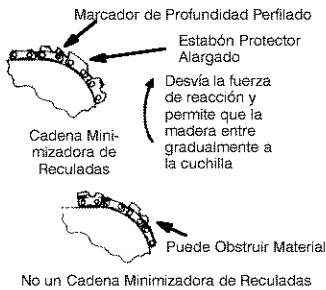 Marcador de Profundidad Perfilado
Estabón Protector
Alargado
Desvía la fuerza
de reacción y
permite que la
madera entre
gradualmente a
la cuchilla
Cadena Mini-
mizadora de
Reculadas
Puede Obstruir Material
No un Cadena Minimizadora de Reculadas